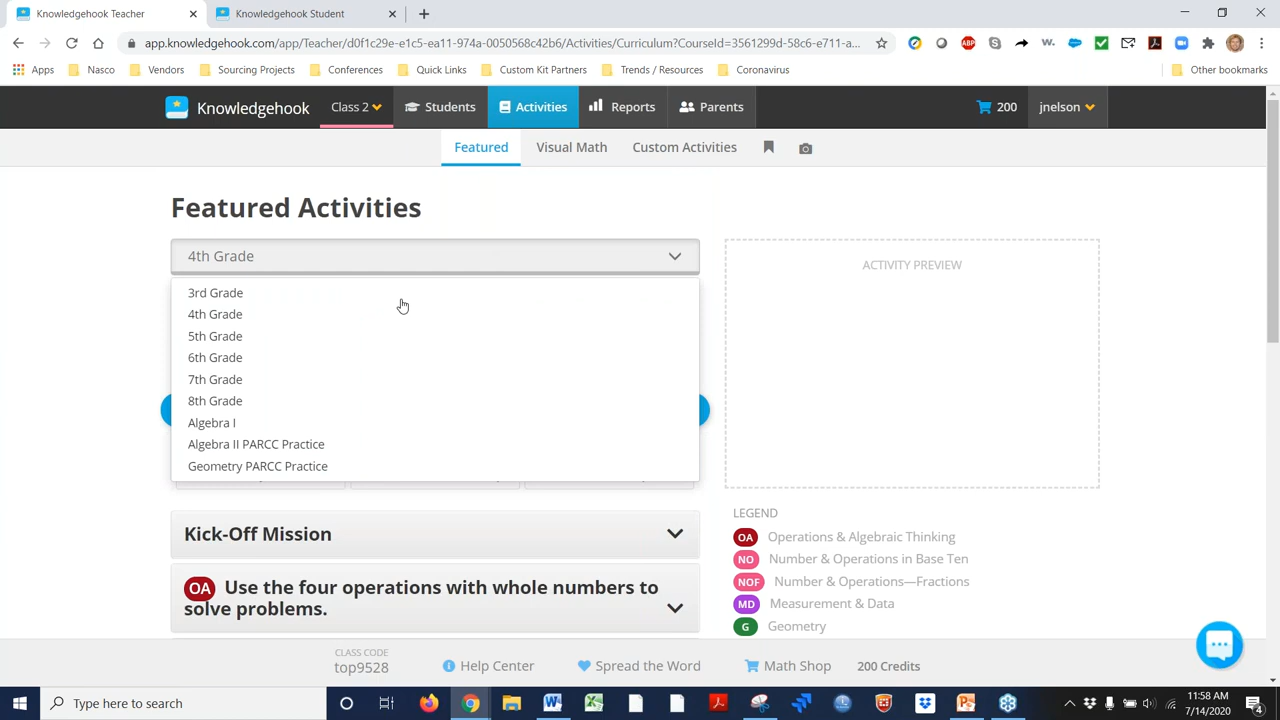 Knowledgehook Teacher
Knowledgehook Student
app.knowledgehook.com/app/Teacher/d0f1c29e-e1c5-ea11-0740-0050568c42b6/Activities/Curriculum?CourseId=3561299d-58c6-e711-a...
Apps
Nasco
Vendors
Sourcing Projects
Conferences
Quick Links
Custom Kit Partners
Trends / Resources
Coronavirus
Other bookmarks
Knowledgehook
Class 2
Students
Activities
Reports
Parents
200
jnelson
Featured
Visual Math
Custom Activities
Featured Activities
4th Grade
ACTIVITY PREVIEW
3rd Grade
4th Grade
5th Grade
6th Grade
7th Grade
8th Grade
Algebra I
Algebra II PARCC Practice
Geometry PARCC Practice
LEGEND
Kick-Off Mission
OA Operations & Algebraic Thinking
NO Number & Operations in Base Ten
NOF Number & Operations—Fractions
MD Measurement & Data
G Geometry
OA Use the four operations with whole numbers to
solve problems.
CLASS CODE
top9528
Help Center
Spread the Word
Math Shop
200 Credits
Type here to search
11:58 AM
7/14/2020
4